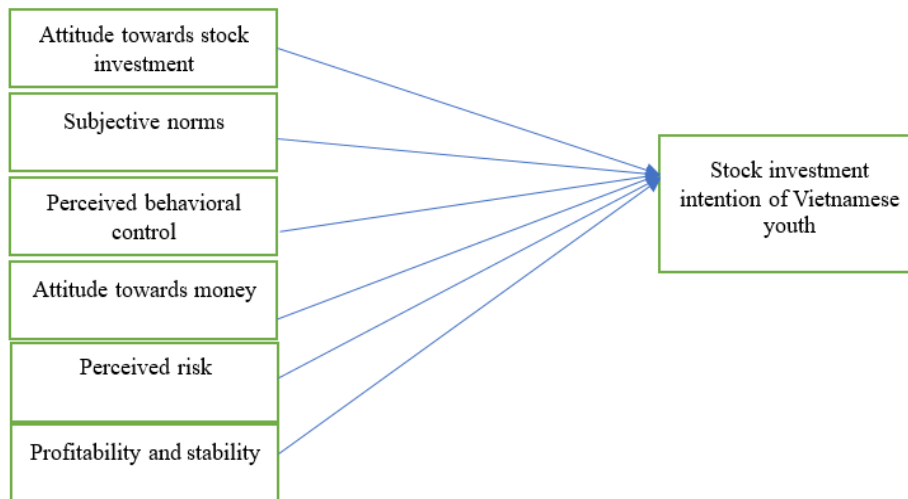 Attitude towards stock
investment
Subjective norms
Perceived behavioral
control
Attitude towards money
Perceived risk
Profitability and stability
Stock investment
intention of Vietnamese
youth